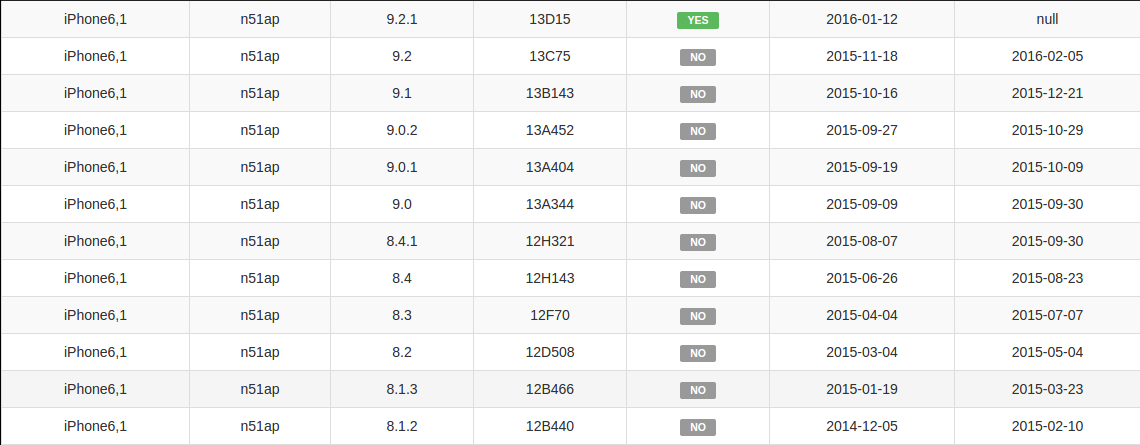 iPhone6,1 n51ap 9.2.1 13D15 YES 2016-01-12 null
iPhone6,1 n51ap 9.2 13C75 NO 2015-11-18 2016-02-05
iPhone6,1 n51ap 9.1 13B143 NO 2015-10-16 2015-12-21
iPhone6,1 n51ap 9.0.2 13A452 NO 2015-09-27 2015-10-29
iPhone6,1 n51ap 9.0.1 13A404 NO 2015-09-19 2015-10-09
iPhone6,1 n51ap 9.0 13A344 NO 2015-09-09 2015-09-30
iPhone6,1 n51ap 8.4.1 12H321 NO 2015-08-07 2015-09-30
iPhone6,1 n51ap 8.4 12H143 NO 2015-06-26 2015-08-23
iPhone6,1 n51ap 8.3 12F70 NO 2015-04-04 2015-07-07
iPhone6,1 n51ap 8.2 12D508 NO 2015-03-04 2015-05-04
iPhone6,1 n51ap 8.1.3 12B466 NO 2015-01-19 2015-03-23
iPhone6,1 n51ap 8.1.2 12B440 NO 2014-12-05 2015-02-10